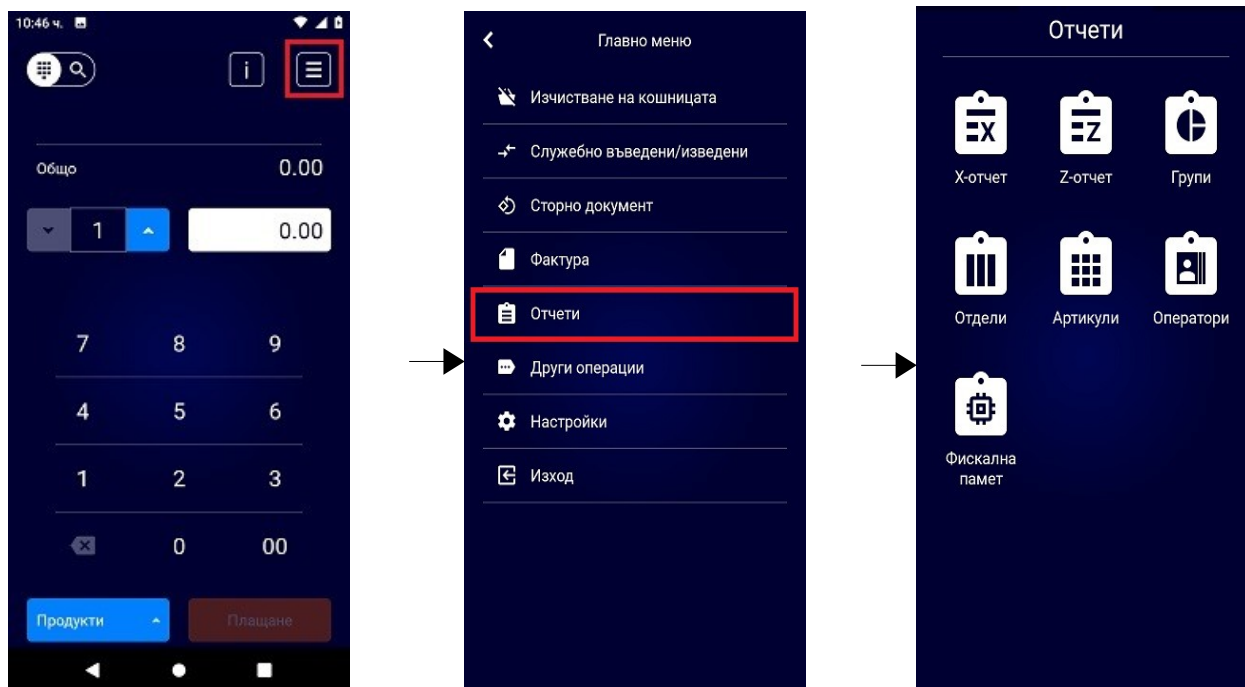 10:46 ч.
i
Общо 0.00
1 0.00
7 8 9
4 5 6
1 2 3
0 00
Продукти Плащане
Главно меню
Изчистване на кошницата
Служебно въведени/изведени
Сторно документ
Фактура
Отчети
Други операции
Настройки
Изход
Отчети
X Z
X-отчет Z-отчет Групи
Отдели Артикули Оператори
Фискална
памет